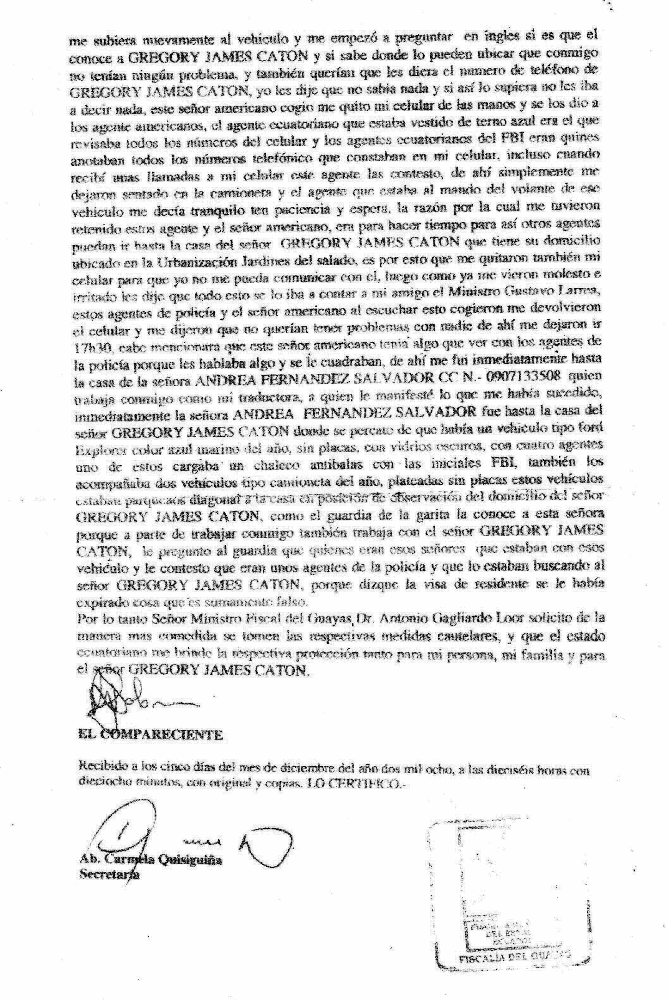 me subiera nuevamente al vehiculo y me empezó a preguntar en ingles si es que el
conoce a GREGORY JAMES CATON y si sabe donde lo pueden ubicar que conmigo
no tenían ningún problema, y también querían que les diera el numero de teléfono de
GREGORY JAMES CATON, yo les dije que no sabia nada y si así lo supiera no les iba
a decir nada, este señor americano cogio me quito mi celular de las manos y se los dio a
los agente americanos, el agente ecuatoriano que estaba vestido de terno azul era el que
revisaba todos los números del celular y los agentes ecuatorianos del FBI eran quines
anotaban todos los números telefónico que constaban en mi celular, incluso cuando
recibí unas llamadas a mi celular este agente las contesto, de ahí simplemente me
dejaron sentado en la camioneta y el agente que estaba al mando del volante de ese
vehiculo me decía tranquilo ten paciencia y espera, la razón por la cual me tuvieron
retenido estos agente y el señor americano, era para hacer tiempo para así otros agentes
puedan ir hasta la casa del señor GREGORY JAMES CATON que tiene su domicilio
ubicado en la Urbanización Jardines del salado, es por esto que me quitaron también mi
celular para que yo no me pueda comunicar con el, luego como ya me vieron molesto e
irritado les dije que todo esto se lo iba a contar a mi amigo el Ministro Gustavo Larrea,
estos agentes de policía y el señor americano al escuchar esto cogieron me devolvieron
el celular y me dijeron que no querían tener problemas con nadie de ahí me dejaron ir
17h30, cabe mencionara que este señor americano tenia algo que ver con los agentes de
la policía porque les hablaba algo y se le cuadraban, de ahí me fui inmediatamente hasta
la casa de la señora ANDREA FERNANDEZ SALVADOR CC N.- 0907133508 quien
trabaja conmigo como mi traductora, a quien le manifesté lo que me había sucedido,
inmediatamente la señora ANDREA FERNANDEZ SALVADOR fue hasta la casa del
señor GREGORY JAMES CATON donde se percato de que había un vehiculo tipo ford
Explorer color azul marino del año, sin placas, con vidrios oscuros, con cuatro agentes
uno de estos cargaba un chaleco antibalas con las iniciales FBI, también los
acompañaba dos vehículos tipo camioneta del año, plateadas sin placas estos vehículos
estaban parqueaos diagonal a la casa en posición de observación del domicilio del señor
GREGORY JAMES CATON, como el guardia de la garita la conoce a esta señora
porque a parte de trabajar conmigo también trabaja con el señor GREGORY JAMES
CATON, le pregunto al guardia que quienes eran esos señores que estaban con esos
vehiculo y le contesto que eran unos agentes de la policía y que lo estaban buscando al
señor GREGORY JAMES CATON, porque dizque la visa de residente se le había
expirado cosa que es sumamente falso.
Por lo tanto Señor Ministro Fiscal del Guayas, Dr. Antonio Gagliardo Loor solicito de la
manera mas comedida se tomen las respectivas medidas cautelares, y que el estado
ecuatoriano me brinde la respectiva protección tanto para mi persona, mi familia y para
el señor GREGORY JAMES CATON.
EL COMPARECIENTE
Recibido a los cinco días del mes de diciembre del año dos mil ocho, a las dieciséis horas con
dieciocho minutos, con original y copias. LO CERTIFICO.-
Ab. Carmela Quisiguiña
Secretaría
DEL
FISCALÍA DEL